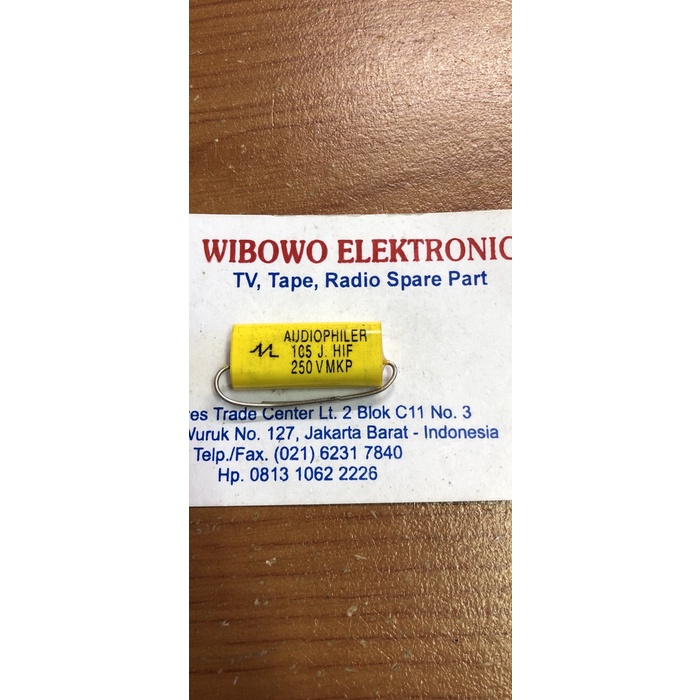 WIBOWO ELEKTRONIC
TV, Tape, Radio Spare Part
AUDIOPHILER
105 J. HIF
250 V MKP
res Trade Center Lt. 2 Blok C11 No. 3
Wuruk No. 127, Jakarta Barat - Indonesia
Telp./Fax. (021) 6231 7840
Hp. 0813 1062 2226